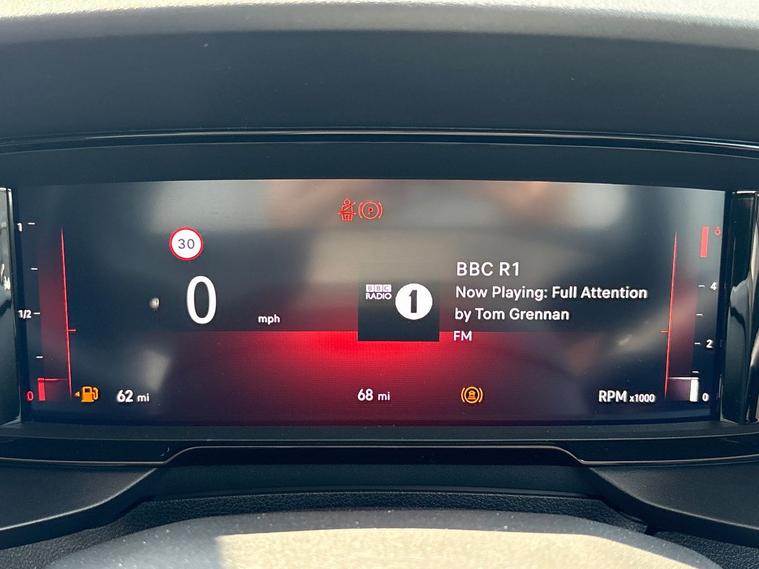 1
30
BBC R1
BBC
RADIO 1
Now Playing: Full Attention
4
0
by Tom Grennan
1/2
mph
FM
2
0
62 mi
68 mi
RPM x1000
0